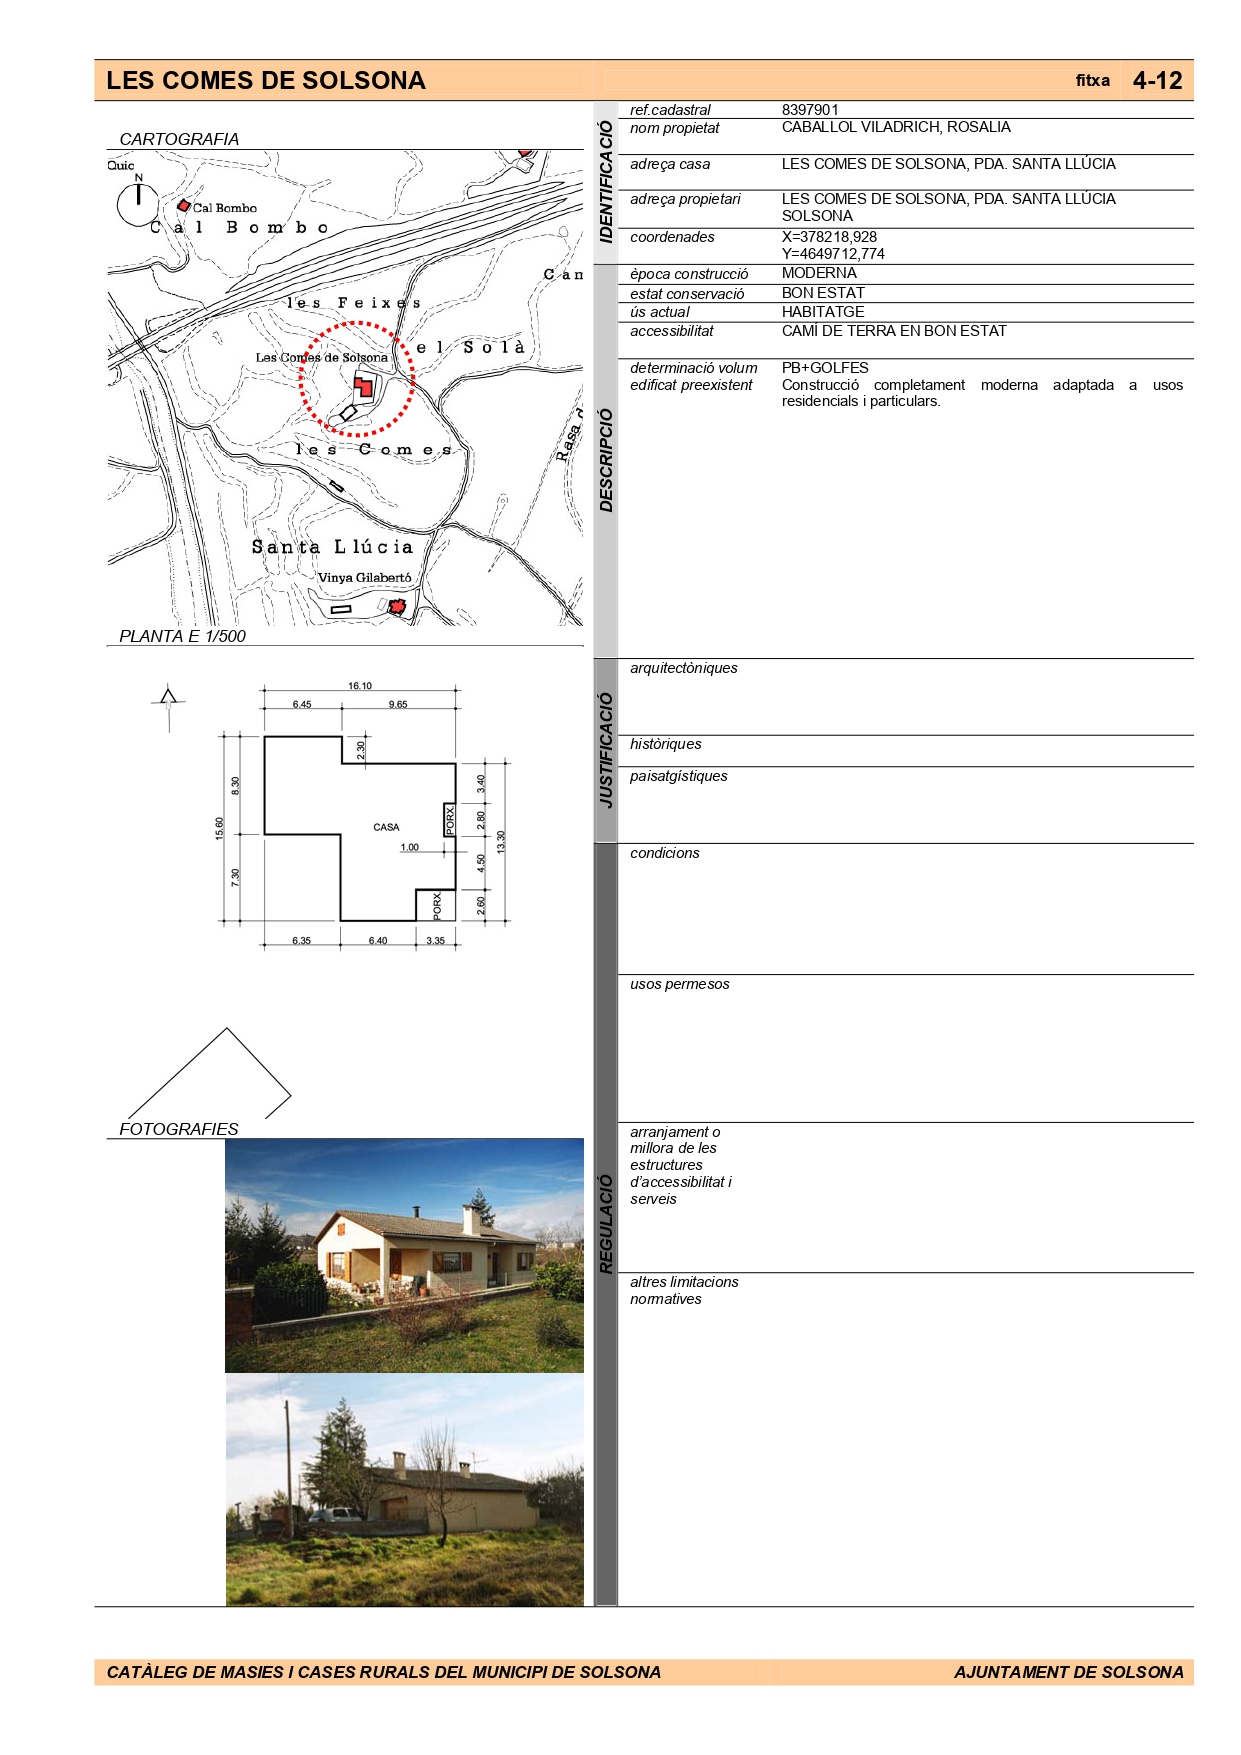 LES COMES DE SOLSONA
fitxa 4-12
CARTOGRAFIA
Quic
N
Cal Bombo
Cal Bombo
Can
les Feixes
Les Comes de Solsona
el Solà
les Comes
Rasa d
Santa Llúcia
Vinya Gilabertó
PLANTA E 1/500
16.10
6.45
9.65
2.30
8.30
15.60
7.30
3.40
2.80
13.30
4.50
2.60
CASA
PORX.
1.00
PORX.
6.35
6.40
3.35
FOTOGRAFIES
IDENTIFICACIÓ
ref.cadastral 8397901
nom propietat CABALLOL VILADRICH, ROSALIA
adreça casa LES COMES DE SOLSONA, PDA. SANTA LLÚCIA
adreça propietari LES COMES DE SOLSONA, PDA. SANTA LLÚCIA
SOLSONA
coordenades X=378218,928
Y=4649712,774
DESCRIPCIÓ
època construcció MODERNA
estat conservació BON ESTAT
ús actual HABITATGE
accessibilitat CAMÍ DE TERRA EN BON ESTAT
determinació volum PB+GOLFES
edificat preexistent Construcció completament moderna adaptada a usos
residencials i particulars.
JUSTIFICACIÓ
arquitectòniques
històriques
paisatgístiques
REGULACIÓ
condicions
usos permesos
arranjament o
millora de les
estructures
d'accessibilitat i
serveis
altres limitacions
normatives
CATÀLEG DE MASIES I CASES RURALS DEL MUNICIPI DE SOLSONA
AJUNTAMENT DE SOLSONA